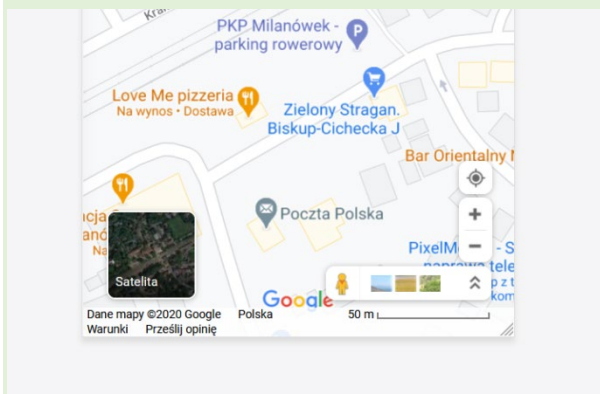 PKP Milanówek -
parking rowerowy
P
Love Me pizzeria
Na wynos • Dostawa
Zielony Stragan.
Biskup-Cichecka J
Bar Orientalny
Poczta Polska
Satelita
Google
Dane mapy ©2020 Google Polska 50 m
Warunki Prześlij opinię